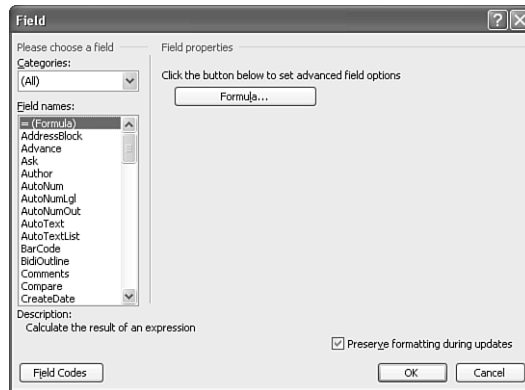 Field
Please choose a field
Categories:
(All)
Field names:
= (Formula)
AddressBlock
Advance
Ask
Author
AutoNum
AutoNumLgl
AutoNumOut
AutoText
AutoTextList
BarCode
BidiOutline
Comments
Compare
CreateDate
Field properties
Click the button below to set advanced field options
Formula...
Description:
Calculate the result of an expression
Preserve formatting during updates
Field Codes
OK
Cancel